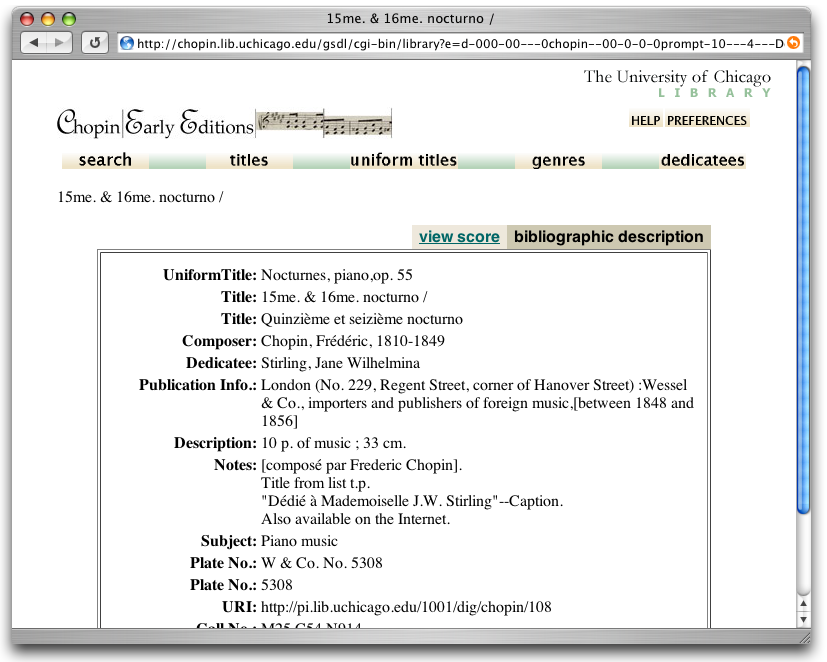 15me. & 16me. nocturno /
http://chopin.lib.uchicago.edu/gsdl/cgi-bin/library?e=d-000-00---0chopin--00-0-0-0prompt-10---4---D
The University of Chicago
LIBRARY
Chopin Early Editions
HELP PREFERENCES
search titles uniform titles genres dedicatees
15me. & 16me. nocturno /
view score bibliographic description
UniformTitle: Nocturnes, piano,op. 55
Title: 15me. & 16me. nocturno /
Title: Quinzième et seizième nocturno
Composer: Chopin, Frédéric, 1810-1849
Dedicatee: Stirling, Jane Wilhelmina
Publication Info.: London (No. 229, Regent Street, corner of Hanover Street) :Wessel
& Co., importers and publishers of foreign music,[between 1848 and
1856]
Description: 10 p. of music ; 33 cm.
Notes: [composé par Frederic Chopin].
Title from list t.p.
"Dédié à Mademoiselle J.W. Stirling"--Caption.
Also available on the Internet.
Subject: Piano music
Plate No.: W & Co. No. 5308
Plate No.: 5308
URI: http://pi.lib.uchicago.edu/1001/dig/chopin/108
Call No.: M25.C54 N914